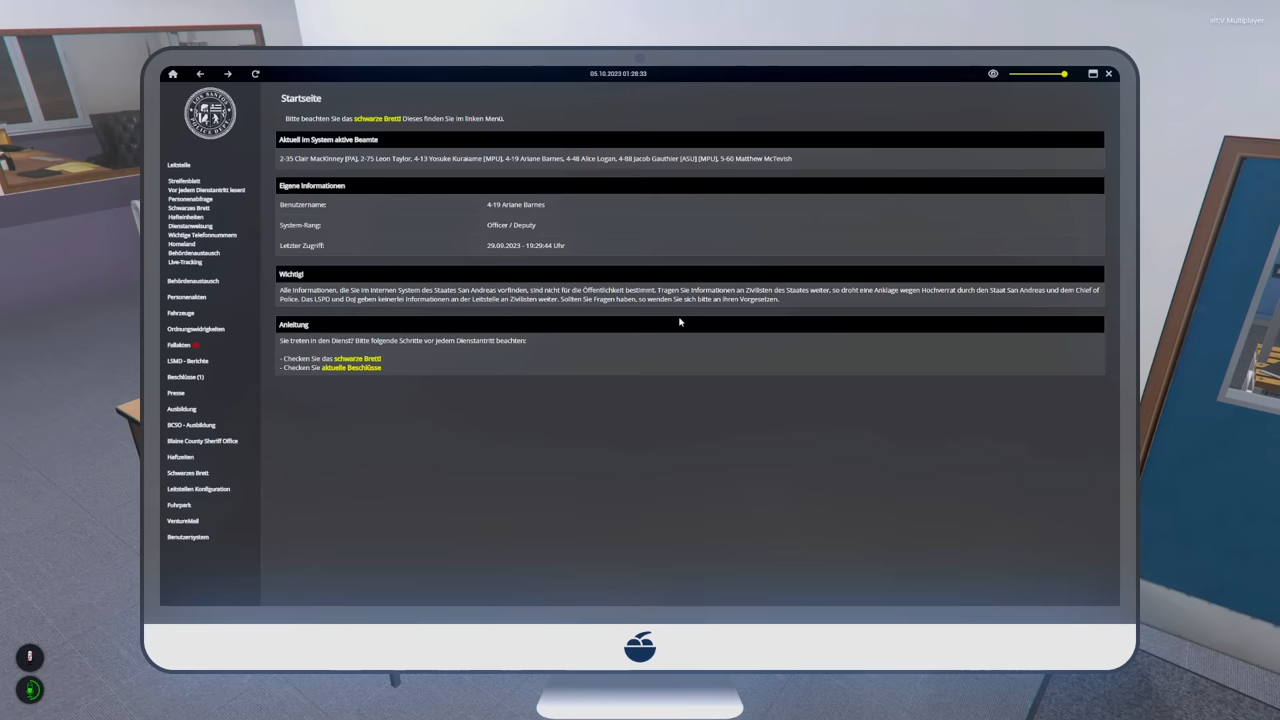 alt:V Multiplayer
05.10.2023 01:28:33
LOS SANTOS
POLICE DEPT
Leitstelle
Streifenblatt
Vor jedem Dienstantritt lesen!
Personenabfrage
Schwarzes Brett
Hafteinheiten
Dienstanweisung
Wichtige Telefonnummern
Homeland
Behördenaustausch
Live-Tracking
Behördenaustausch
Personenakten
Fahrzeuge
Ordnungswidrigkeiten
Fallakten
LSMD - Berichte
Beschlüsse (1)
Presse
Ausbildung
BCSO - Ausbildung
Blaine County Sheriff Office
Haftzeiten
Schwarzes Brett
Leitstellen Konfiguration
Fuhrpark
VentureMail
Benutzersystem
Startseite
Bitte beachten Sie das schwarze Brett! Dieses finden Sie im linken Menü.
Aktuell im System aktive Beamte
2-35 Clair MacKinney [PA], 2-75 Leon Taylor, 4-13 Yosuke Kuraiame [MPU], 4-19 Ariane Barnes, 4-48 Alice Logan, 4-88 Jacob Gauthier [ASU] [MPU], 5-60 Matthew McTevish
Eigene Informationen
Benutzername: 4-19 Ariane Barnes
System-Rang: Officer / Deputy
Letzter Zugriff: 29.09.2023 - 19:29:44 Uhr
Wichtig!
Alle Informationen, die Sie im internen System des Staates San Andreas vorfinden, sind nicht für die Öffentlichkeit bestimmt. Tragen Sie Informationen an Zivilisten des Staates weiter, so droht eine Anklage wegen Hochverrat durch den Staat San Andreas und dem Chief of
Police. Das LSPD und DoJ geben keinerlei Informationen an der Leitstelle an Zivilisten weiter. Sollten Sie Fragen haben, so wenden Sie sich bitte an ihren Vorgesetzen.
Anleitung
Sie treten in den Dienst? Bitte folgende Schritte vor jedem Dienstantritt beachten:
- Checken Sie das schwarze Brett!
- Checken Sie aktuelle Beschlüsse